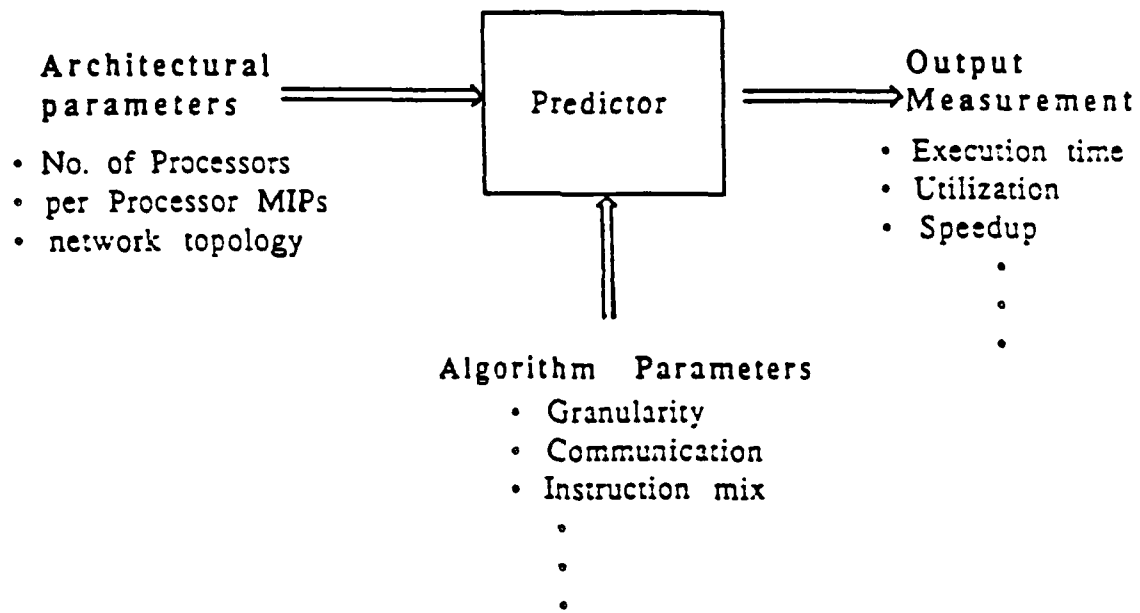 Architectural
parameters
• No. of Processors
• per Processor MIPs
• network topology
Predictor
Output
Measurement
• Execution time
• Utilization
• Speedup
•
•
•
Algorithm Parameters
• Granularity
• Communication
• Instruction mix
•
•
•